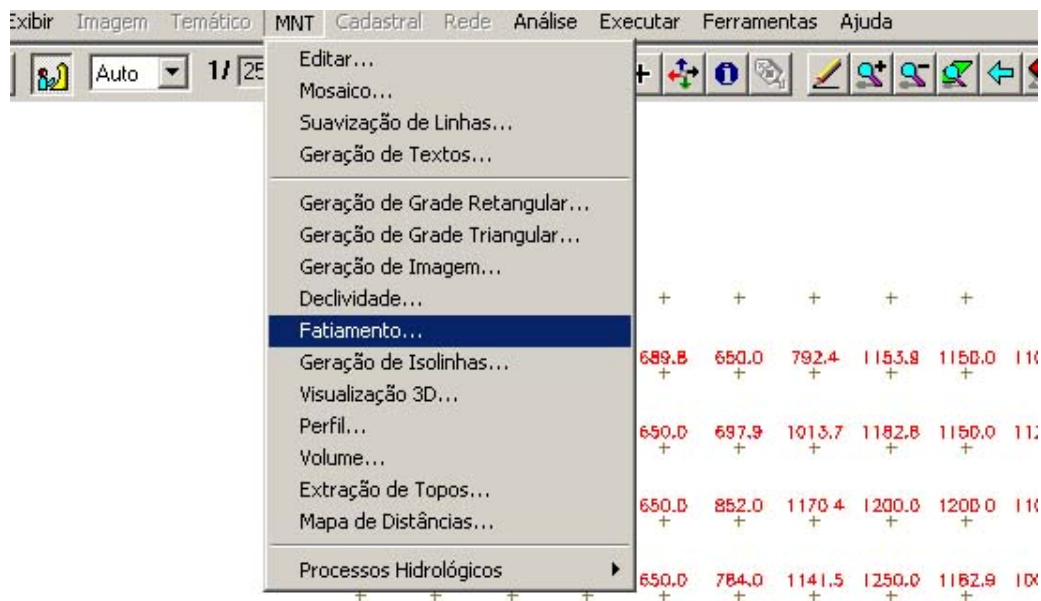 Exibir Imagem Temático MNT Cadastral Rede Análise Executar Ferramentas Ajuda
Auto 1/ 25
Editar...
Mosaico...
Suavização de Linhas...
Geração de Textos...
Geração de Grade Retangular...
Geração de Grade Triangular...
Geração de Imagem...
Declividade...
Fatiamento...
Geração de Isolinhas...
Visualização 3D...
Perfil...
Volume...
Extração de Topos...
Mapa de Distâncias...
Processos Hidrológicos
689.8 650.0 792.4 1153.9 1150.0
650.0 697.9 1013.7 1182.8 1150.0
650.0 852.0 1170.4 1200.0 1200.0
650.0 784.0 1141.5 1250.0 1182.9